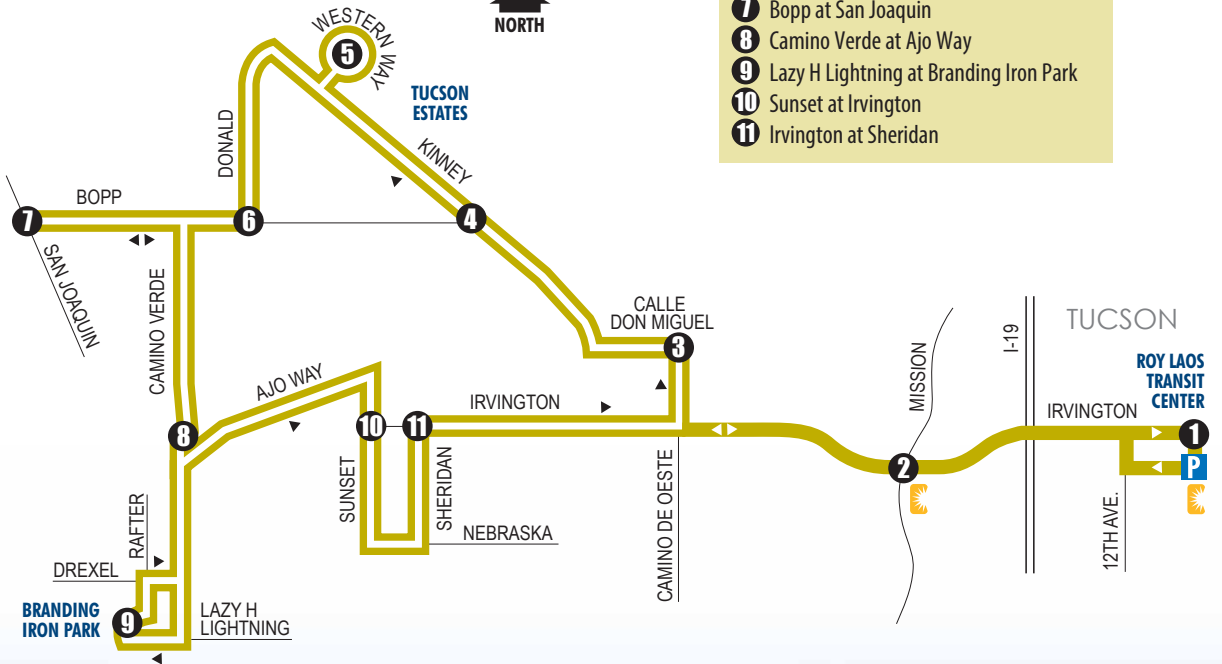 NORTH
7 Bopp at San Joaquin
8 Camino Verde at Ajo Way
9 Lazy H Lightning at Branding Iron Park
10 Sunset at Irvington
11 Irvington at Sheridan
WESTERN WAY
5
TUCSON
ESTATES
DONALD
KINNEY
BOPP
7
6
4
SAN JOAQUIN
CAMINO VERDE
CALLE
DON MIGUEL
3
MISSION
I-19
TUCSON
ROY LAOS
TRANSIT
CENTER
AJO WAY
IRVINGTON
IRVINGTON
8
10
11
1
2
P
SUNSET
SHERIDAN
CAMINO DE OESTE
12TH AVE.
RAFTER
NEBRASKA
DREXEL
BRANDING
IRON PARK
9
LAZY H
LIGHTNING